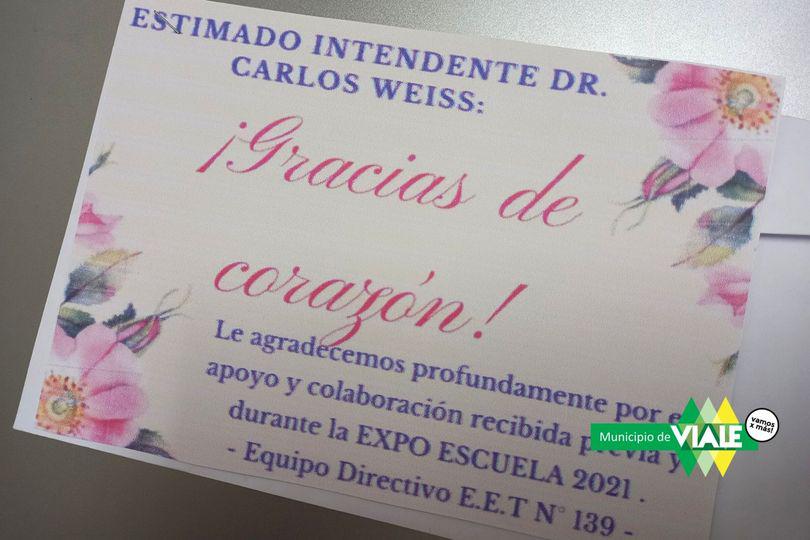 ESTIMADO INTENDENTE DR.
CARLOS WEISS:
¡Gracias de
corazón!
Le agradecemos profundamente por e
apoyo y colaboración recibida previa y
durante la EXPO ESCUELA 2021 .
- Equipo Directivo E.E.T N° 139 -
Municipio de VIALE
vamos
x más!